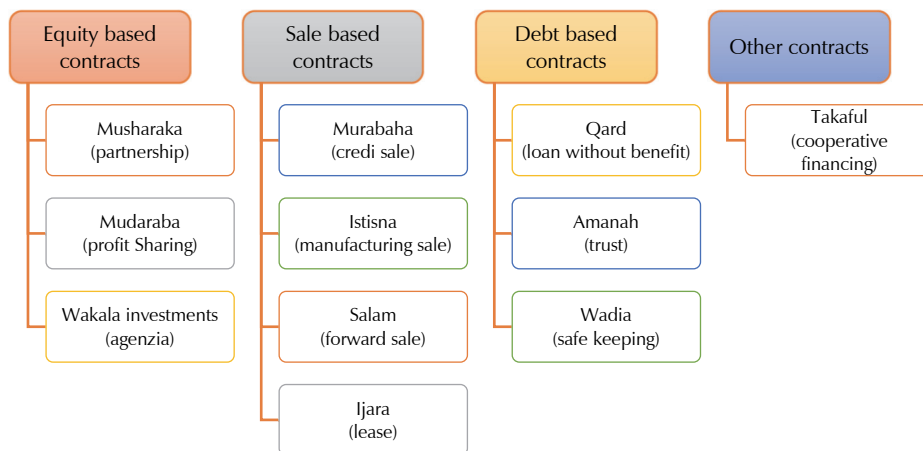 Equity based
contracts
Musharaka
(partnership)
Mudaraba
(profit Sharing)
Wakala investments
(agenzia)
Sale based
contracts
Murabaha
(credi sale)
Istisna
(manufacturing sale)
Salam
(forward sale)
Ijara
(lease)
Debt based
contracts
Qard
(loan without benefit)
Amanah
(trust)
Wadia
(safe keeping)
Other contracts
Takaful
(cooperative
financing)